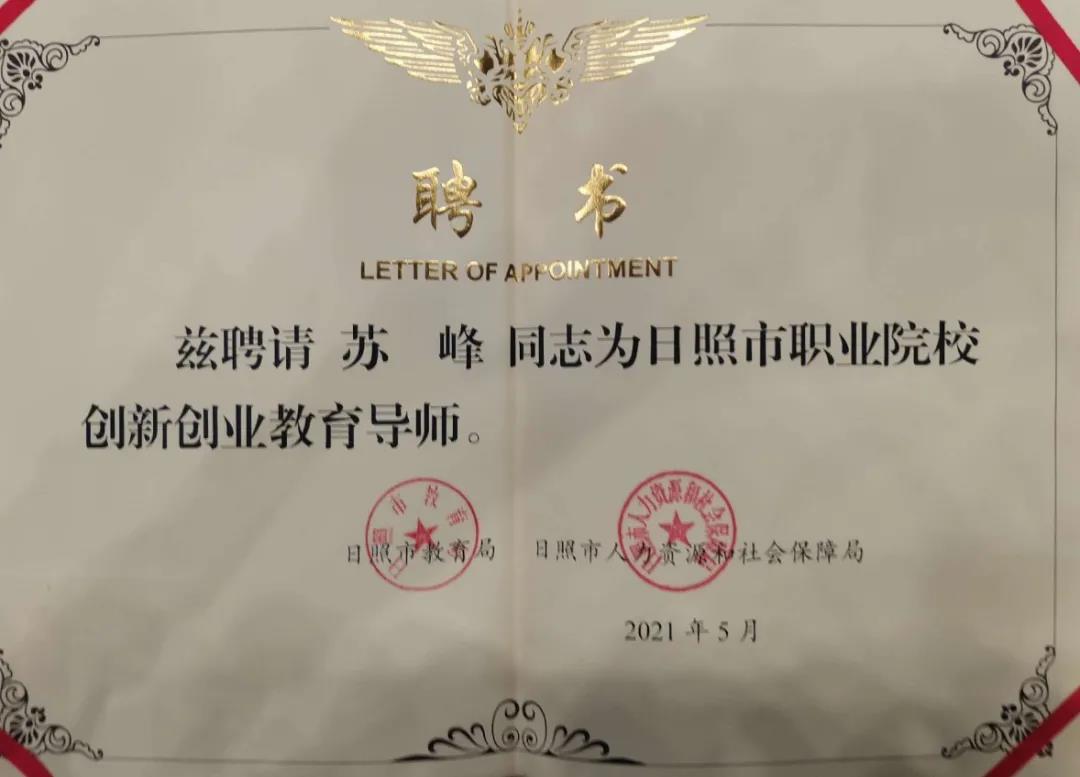 聘 书
LETTER OF APPOINTMENT
兹聘请 苏 峰 同志为日照市职业院校
创新创业教育导师。
日照市教育局 日照市人力资源和社会保障局
2021年5月